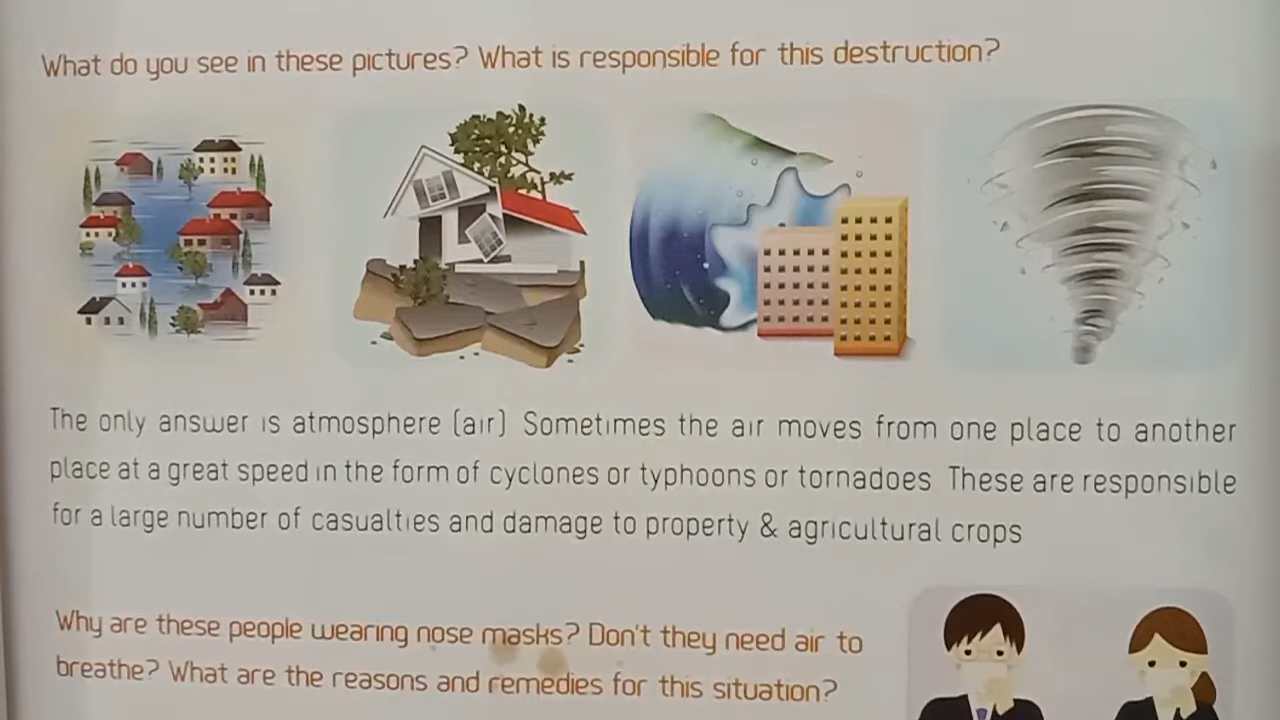 What do you see in these pictures? What is responsible for this destruction?
The only answer is atmosphere (air) Sometimes the air moves from one place to another
place at a great speed in the form of cyclones or typhoons or tornadoes These are responsible
for a large number of casualties and damage to property & agricultural crops
Why are these people wearing nose masks? Don't they need air to
breathe? What are the reasons and remedies for this situation?